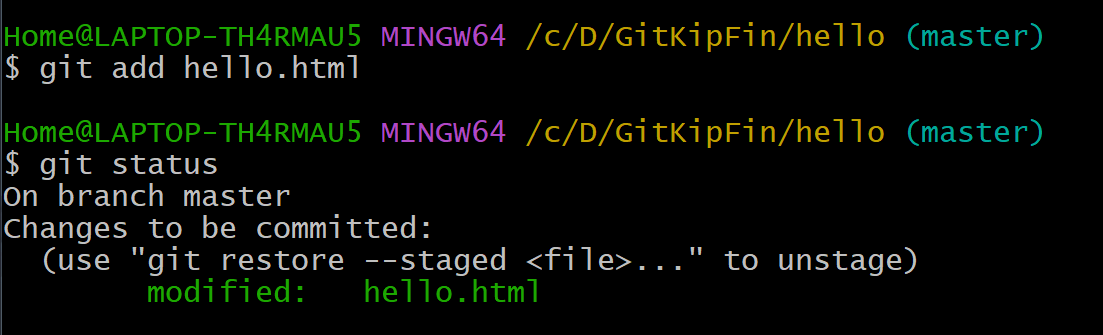 Home@LAPTOP-TH4RMAU5 MINGW64 /c/D/GitKipFin/hello (master)
$ git add hello.html
Home@LAPTOP-TH4RMAU5 MINGW64 /c/D/GitKipFin/hello (master)
$ git status
On branch master
Changes to be committed:
  (use "git restore --staged <file>..." to unstage)
        modified:   hello.html